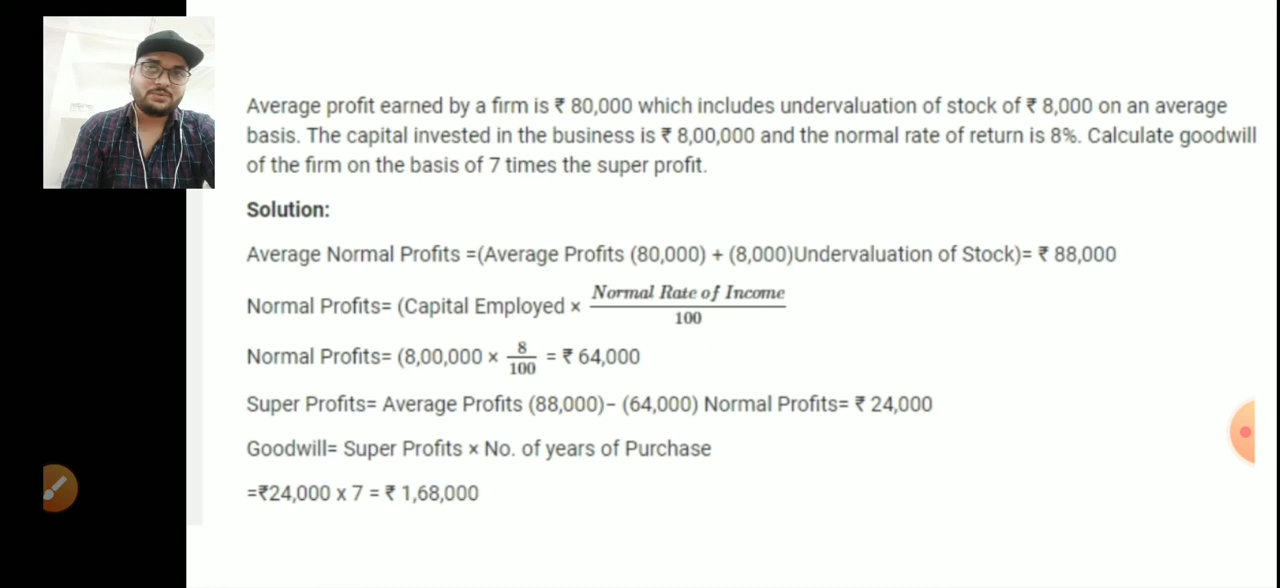 Average profit earned by a firm is ₹ 80,000 which includes undervaluation of stock of ₹ 8,000 on an average
basis. The capital invested in the business is ₹ 8,00,000 and the normal rate of return is 8%. Calculate goodwill
of the firm on the basis of 7 times the super profit.
Solution:
Average Normal Profits =(Average Profits (80,000) + (8,000)Undervaluation of Stock)= ₹ 88,000
Normal Profits= (Capital Employed × Normal Rate of Income / 100
Normal Profits= (8,00,000 × 8/100 = ₹ 64,000
Super Profits= Average Profits (88,000)− (64,000) Normal Profits= ₹ 24,000
Goodwill= Super Profits × No. of years of Purchase
=₹24,000 x 7 = ₹ 1,68,000